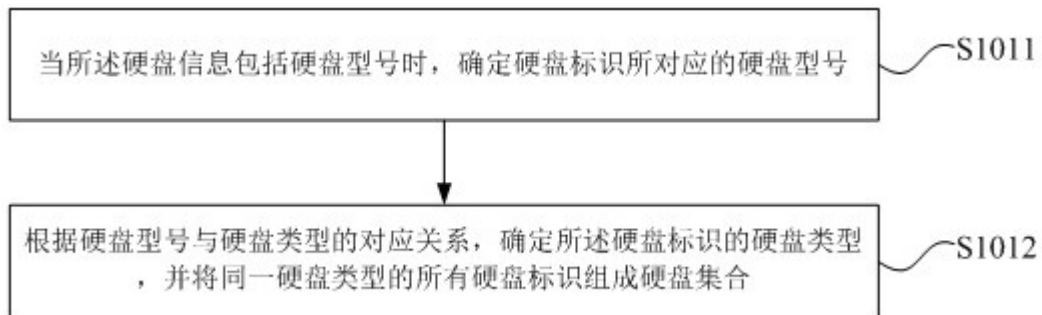 当所述硬盘信息包括硬盘型号时，确定硬盘标识所对应的硬盘型号
S1011
根据硬盘型号与硬盘类型的对应关系，确定所述硬盘标识的硬盘类型
，并将同一硬盘类型的所有硬盘标识组成硬盘集合
S1012